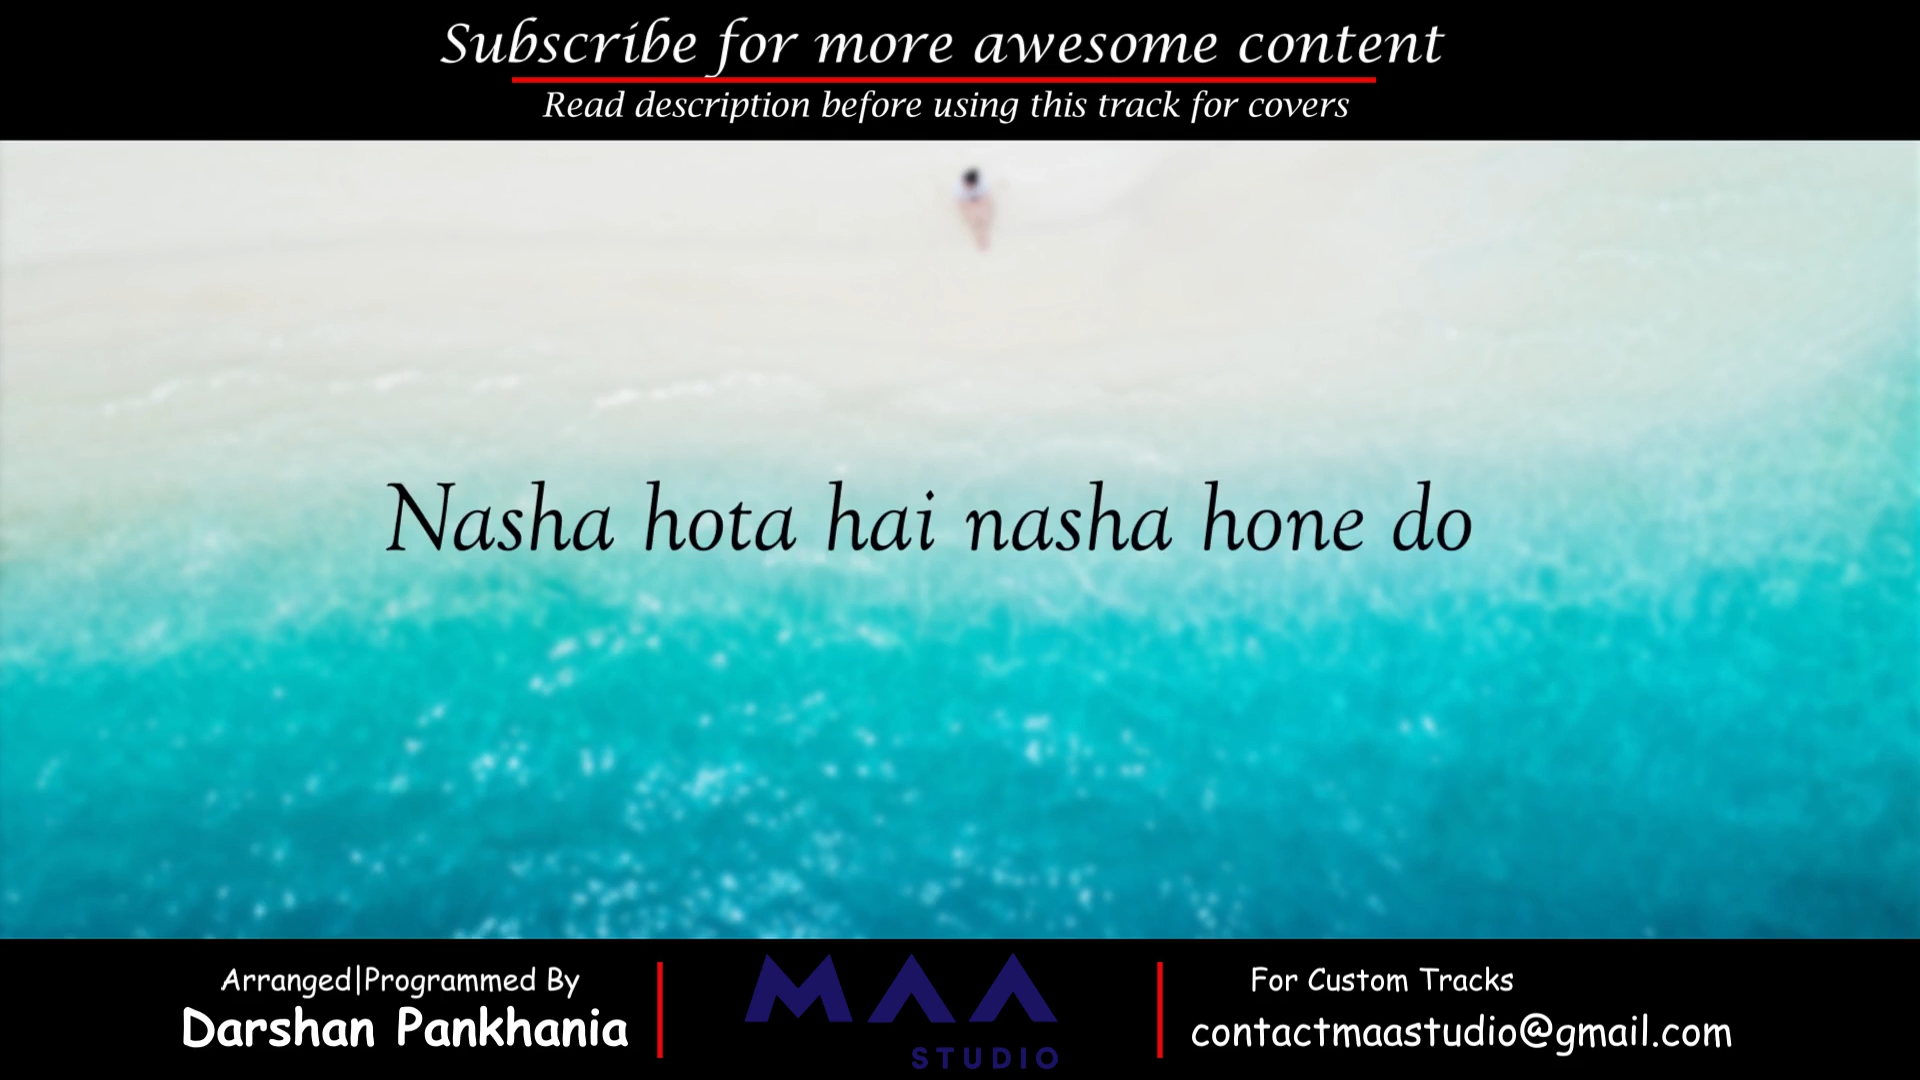 Subscribe for more awesome content
Read description before using this track for covers
Nasha hota hai nasha hone do
Arranged|Programmed By
Darshan Pankhania
MAA
STUDIO
For Custom Tracks
contactmaastudio@gmail.com